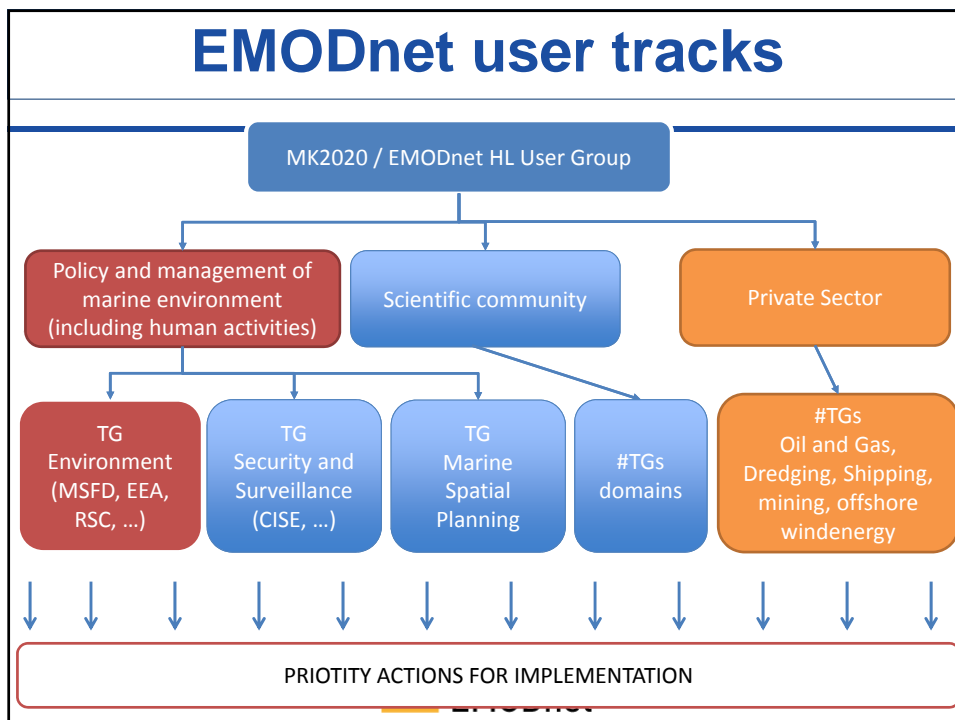 EMODnet user tracks
MK2020 / EMODnet HL User Group
Policy and management of
marine environment
(including human activities)
Scientific community
Private Sector
TG
Environment
(MSFD, EEA,
RSC, …)
TG
Security and
Surveillance
(CISE, …)
TG
Marine
Spatial
Planning
#TGs
domains
#TGs
Oil and Gas,
Dredging, Shipping,
mining, offshore
windenergy
PRIOTITY ACTIONS FOR IMPLEMENTATION
EMODnet